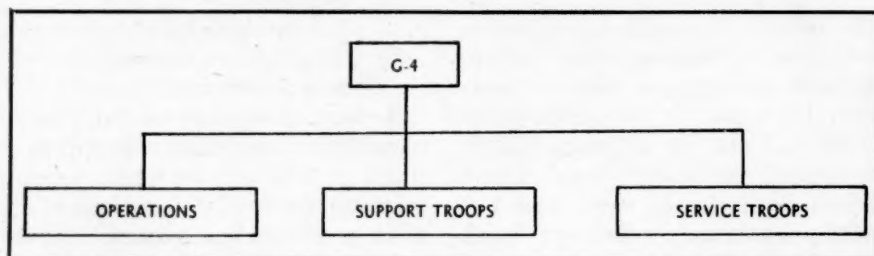 G-4
OPERATIONS
SUPPORT TROOPS
SERVICE TROOPS